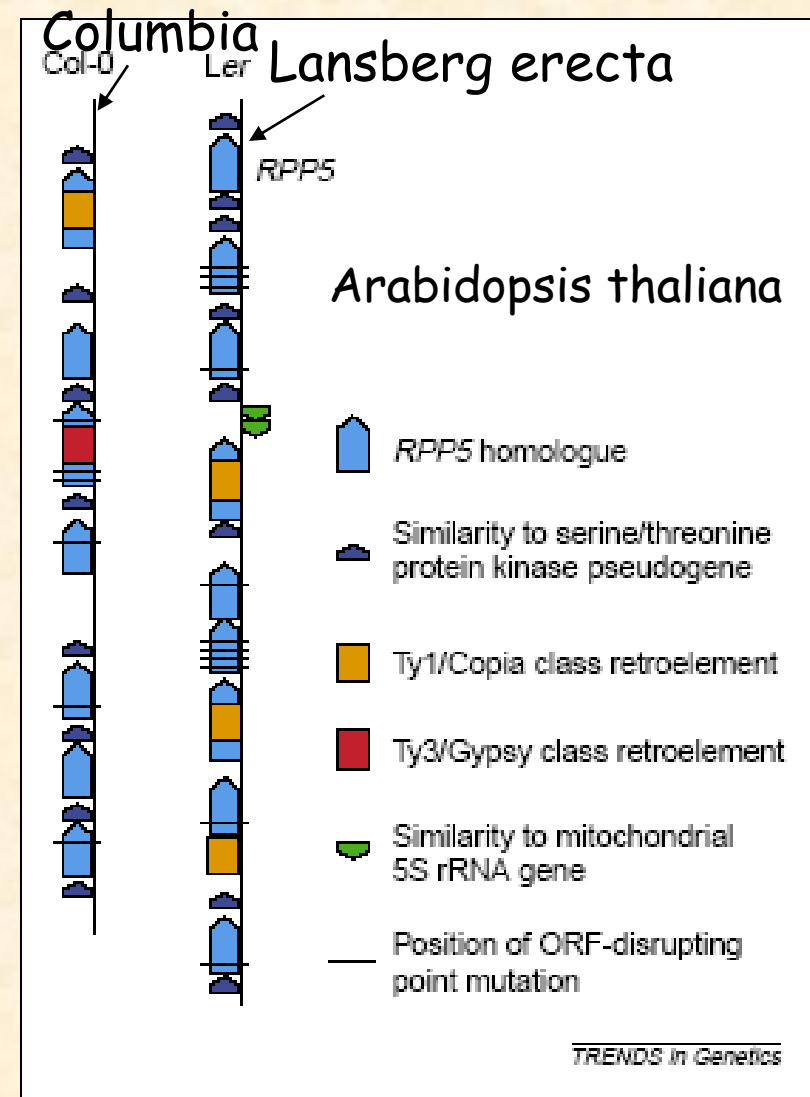 Columbia
Col-0
Ler
Lansberg erecta
RPP5
Arabidopsis thaliana
RPP5 homologue
Similarity to serine/threonine
protein kinase pseudogene
Ty1/Copia class retroelement
Ty3/Gypsy class retroelement
Similarity to mitochondrial
5S rRNA gene
Position of ORF-disrupting
point mutation
TRENDS in Genetics